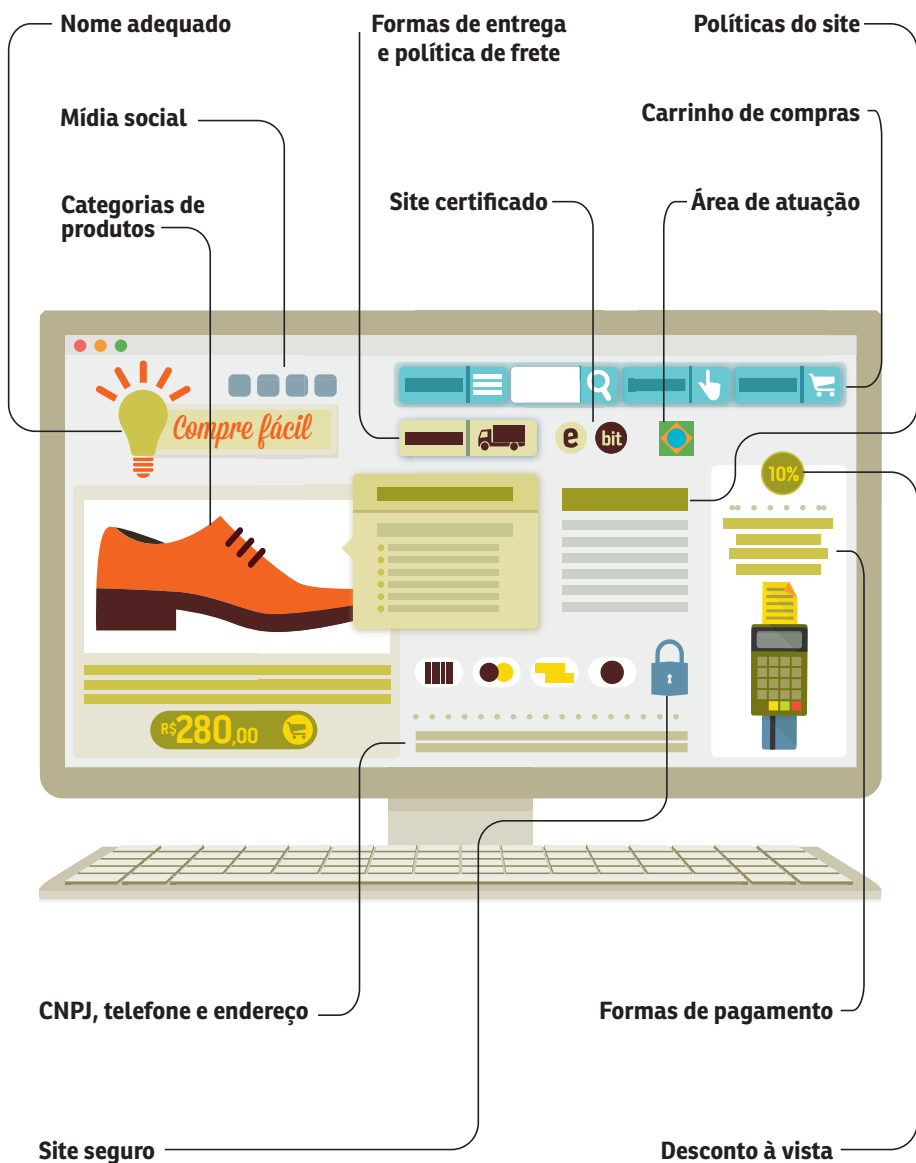 Nome adequado
Formas de entrega
e política de frete
Políticas do site
Mídia social
Carrinho de compras
Categorias de
produtos
Site certificado
Área de atuação
Compre fácil
e
bit
10%
R$280,00
CNPJ, telefone e endereço
Formas de pagamento
Site seguro
Desconto à vista